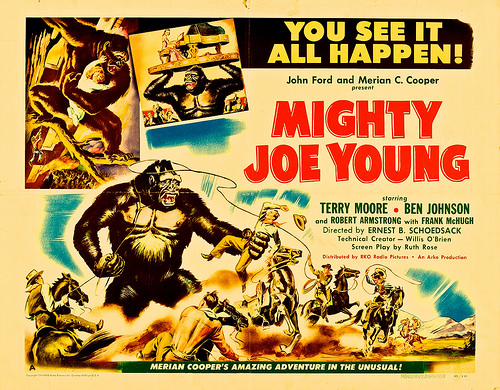 YOU SEE IT
ALL HAPPEN!
John Ford and Merian C. Cooper
present
MIGHTY
JOE YOUNG
starring
TERRY MOORE • BEN JOHNSON
and ROBERT ARMSTRONG with FRANK McHUGH
Directed by ERNEST B. SCHOEDSACK
Technical Creator — Willis O'Brien
Screen Play by Ruth Rose
Distributed by RKO Radio Pictures • An Arko Production
MERIAN COOPER'S AMAZING ADVENTURE IN THE UNUSUAL!
A